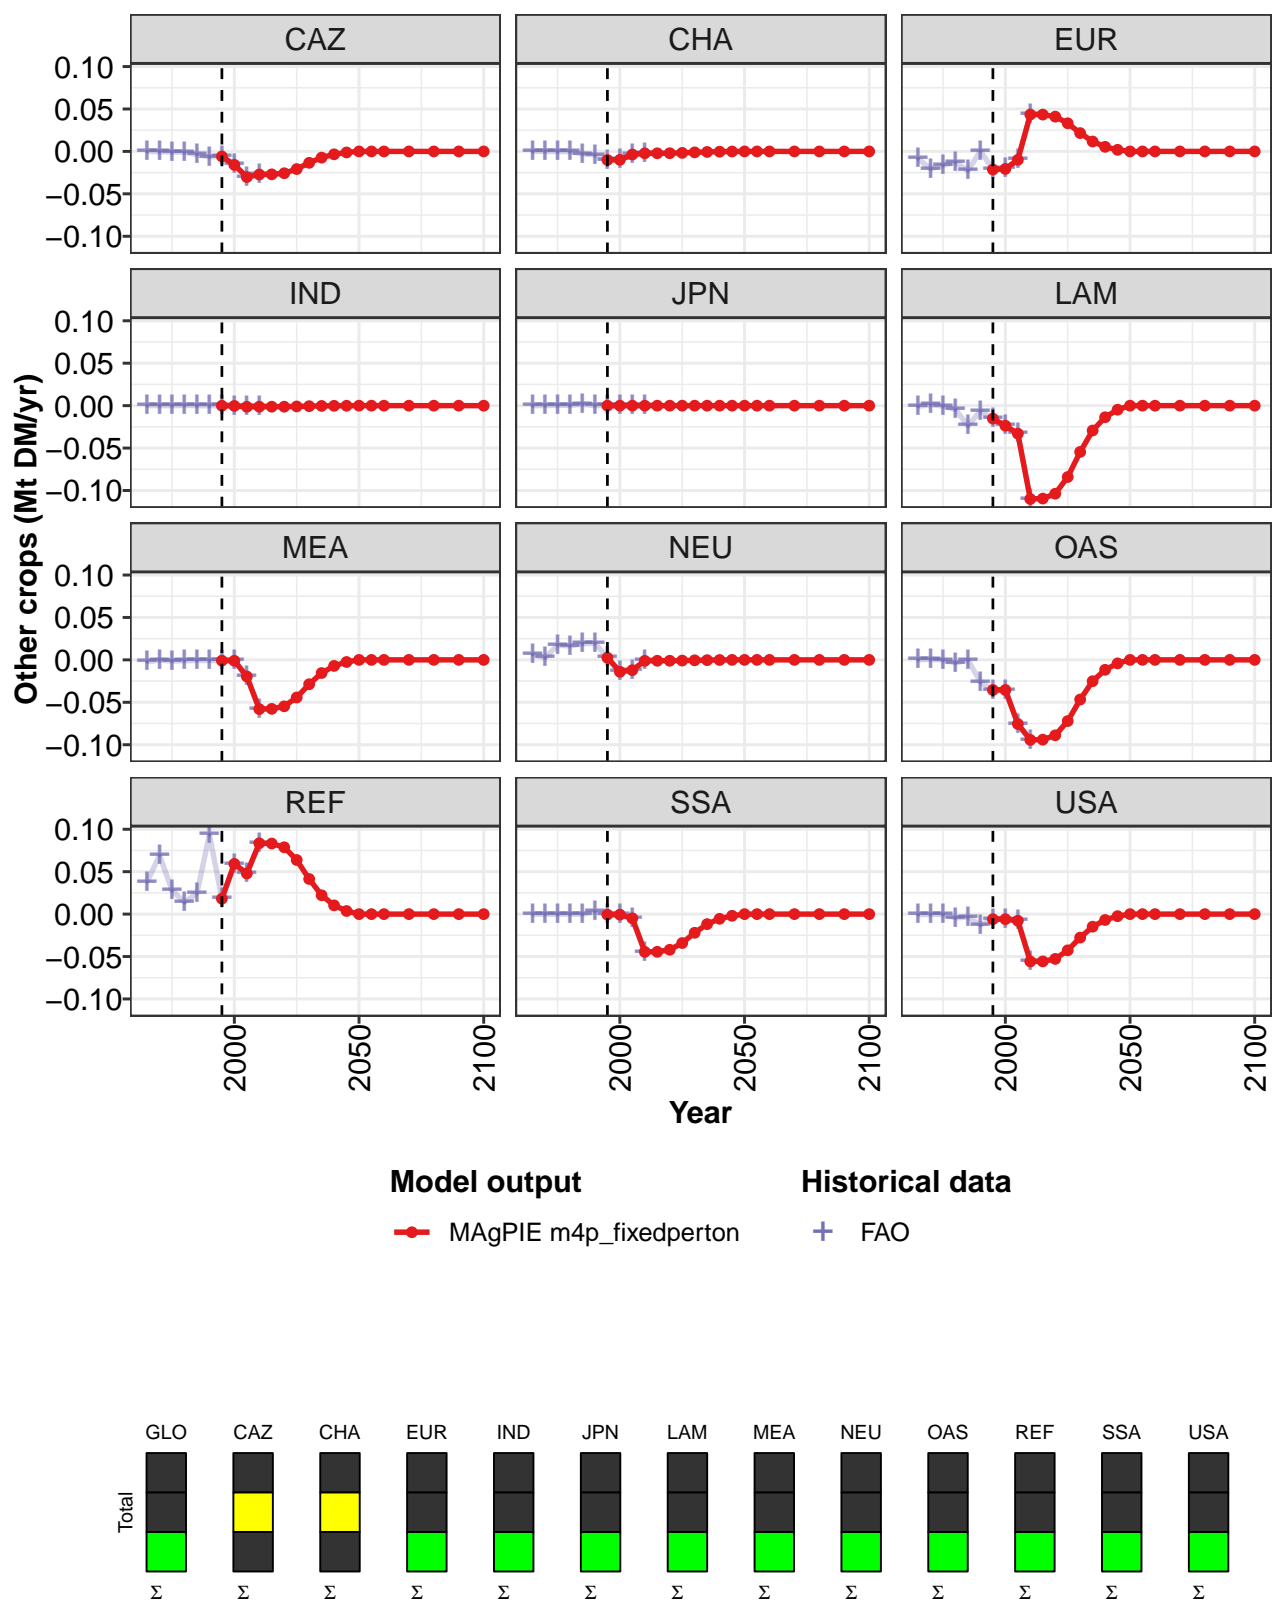 CAZ CHA EUR
0.10
0.05
0.00
−0.05
−0.10
IND JPN LAM
0.10
0.05
0.00
−0.05
−0.10
MEA NEU OAS
0.10
0.05
0.00
−0.05
−0.10
REF SSA USA
0.10
0.05
0.00
−0.05
−0.10
Other crops (Mt DM/yr)
2000 2050 2100 2000 2050 2100 2000 2050 2100
Year
Model output Historical data
MAgPIE m4p_fixedperton FAO
GLO CAZ CHA EUR IND JPN LAM MEA NEU OAS REF SSA USA
Total
Σ Σ Σ Σ Σ Σ Σ Σ Σ Σ Σ Σ Σ